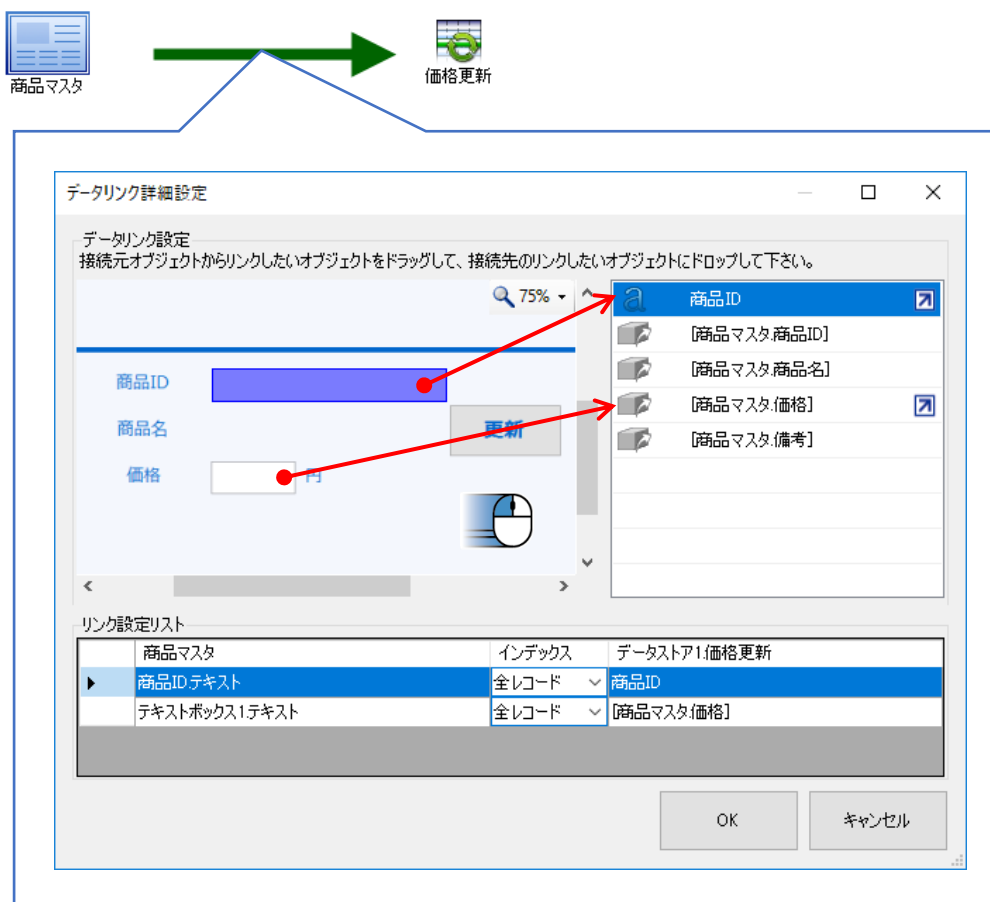 商品マスタ
価格更新
データリンク詳細設定
データリンク設定
接続元オブジェクトからリンクしたいオブジェクトをドラッグして、接続先のリンクしたいオブジェクトにドロップして下さい。
75%
商品ID
商品名
更新
価格
円
a 商品ID
[商品マスタ.商品ID]
[商品マスタ.商品名]
[商品マスタ.価格]
[商品マスタ.備考]
リンク設定リスト
商品マスタ インデックス データストア1.価格更新
商品ID.テキスト 全レコード 商品ID
テキストボックス1.テキスト 全レコード [商品マスタ.価格]
OK キャンセル